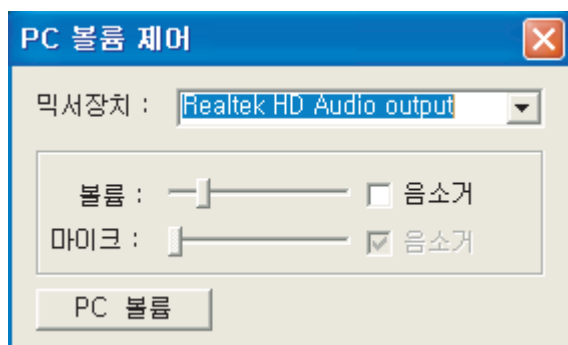 PC 볼륨 제어
믹서장치 : Realtek HD Audio output
볼륨 : 음소거
마이크 : 음소거
PC 볼륨